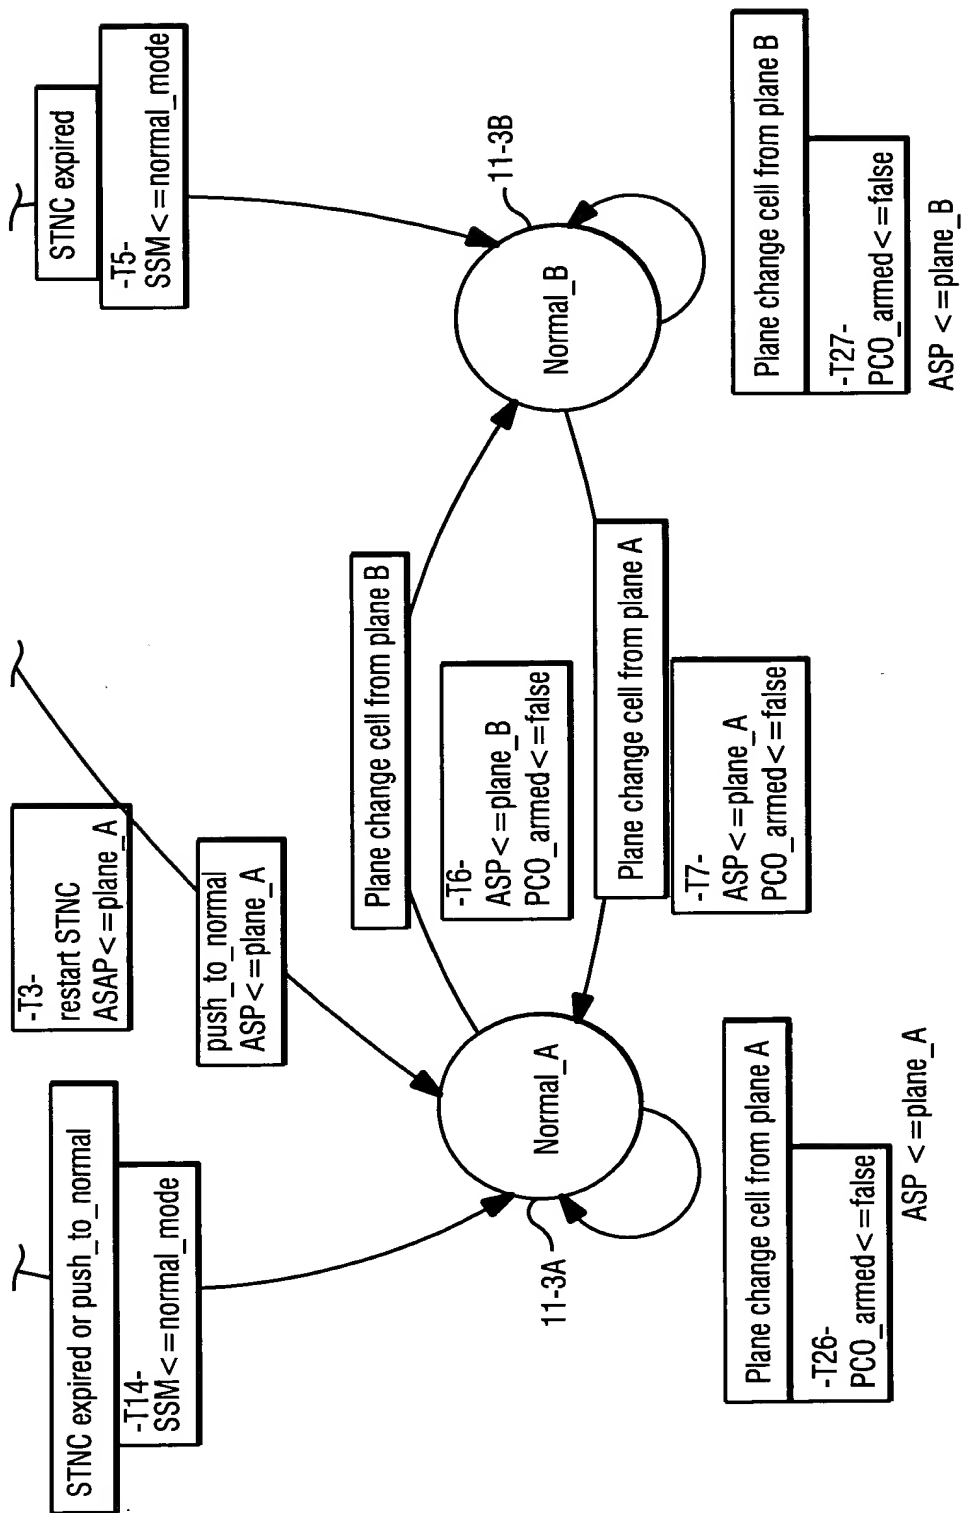 STNC expired or push_to_normal
-T14-
SSM<=normal_mode
-T3-
restart STNC
ASAP<=plane_A
push_to_normal
ASP<=plane_A
STNC expired
-T5-
SSM<=normal_mode
Normal_A
11-3A
Plane change cell from plane B
-T6-
ASP<=plane_B
PCO_armed<=false
Plane change cell from plane A
-T7-
ASP<=plane_A
PCO_armed<=false
Normal_B
11-3B
Plane change cell from plane A
-T26-
PCO_armed<=false
ASP <=plane_A
Plane change cell from plane B
-T27-
PCO_armed<=false
ASP <=plane_B